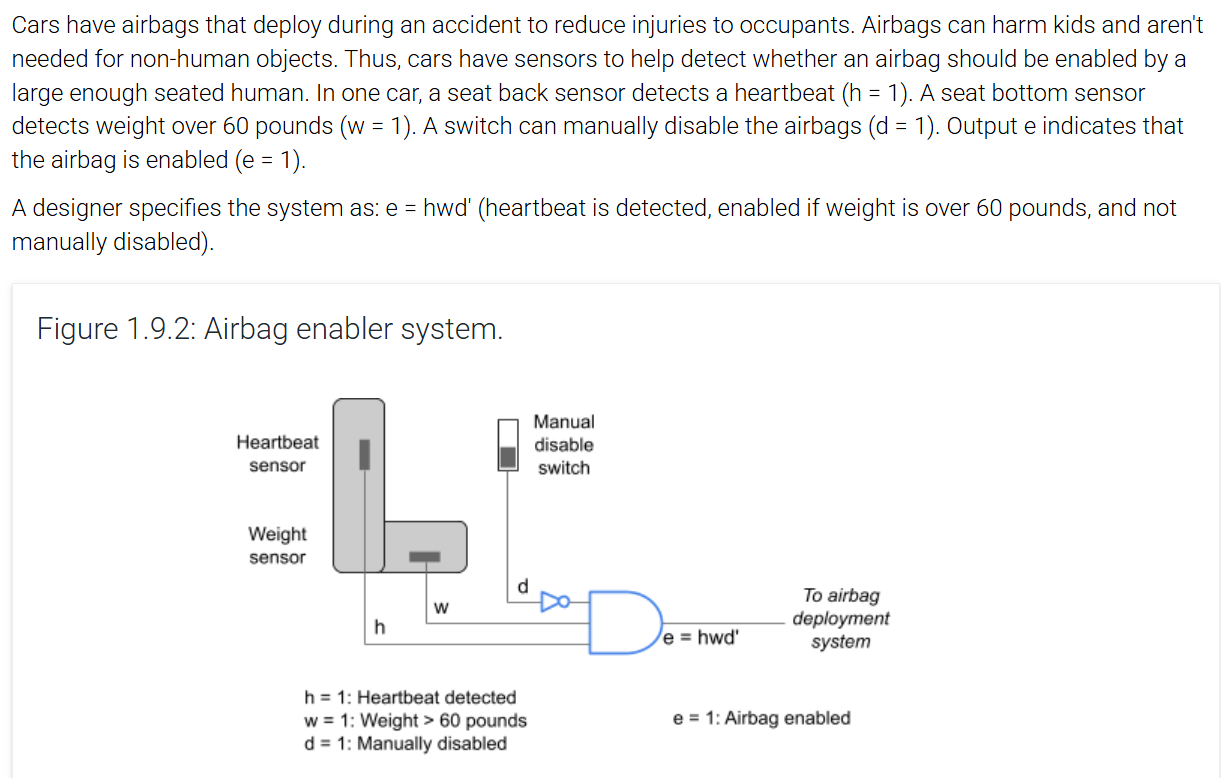 Cars have airbags that deploy during an accident to reduce injuries to occupants. Airbags can harm kids and aren't
needed for non-human objects. Thus, cars have sensors to help detect whether an airbag should be enabled by a
large enough seated human. In one car, a seat back sensor detects a heartbeat (h = 1). A seat bottom sensor
detects weight over 60 pounds (w = 1). A switch can manually disable the airbags (d = 1). Output e indicates that
the airbag is enabled (e = 1).
A designer specifies the system as: e = hwd' (heartbeat is detected, enabled if weight is over 60 pounds, and not
manually disabled).
Figure 1.9.2: Airbag enabler system.
Heartbeat
sensor
Manual
disable
switch
Weight
sensor
d
w
h
e = hwd'
To airbag
deployment
system
h = 1: Heartbeat detected
w = 1: Weight > 60 pounds
d = 1: Manually disabled
e = 1: Airbag enabled